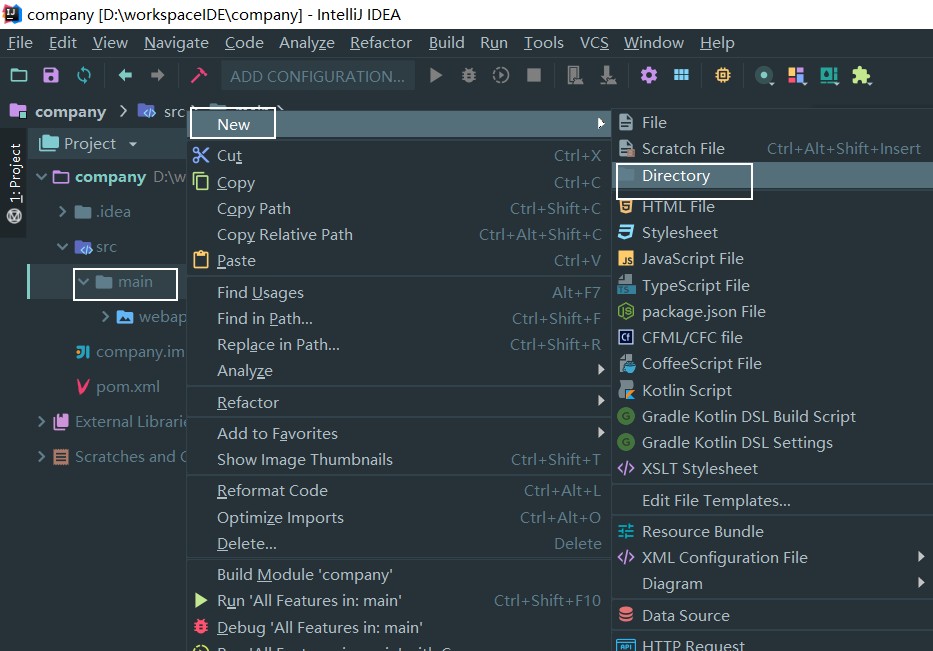 company [D:\workspaceIDE\company] - IntelliJ IDEA
File Edit View Navigate Code Analyze Refactor Build Run Tools VCS Window Help
ADD CONFIGURATION...
company src
1: Project
Project
company D:\w
.idea
src
main
webap
company.im
pom.xml
External Librari
Scratches and
New
Cut Ctrl+X
Copy Ctrl+C
Copy Path Ctrl+Shift+C
Copy Relative Path Ctrl+Alt+Shift+C
Paste Ctrl+V
Find Usages Alt+F7
Find in Path... Ctrl+Shift+F
Replace in Path... Ctrl+Shift+R
Analyze
Refactor
Add to Favorites
Show Image Thumbnails Ctrl+Shift+T
Reformat Code Ctrl+Alt+L
Optimize Imports Ctrl+Alt+O
Delete... Delete
Build Module 'company'
Run 'All Features in: main' Ctrl+Shift+F10
Debug 'All Features in: main'
File
Scratch File Ctrl+Alt+Shift+Insert
Directory
HTML File
Stylesheet
JavaScript File
TypeScript File
package.json File
CFML/CFC file
CoffeeScript File
Kotlin Script
Gradle Kotlin DSL Build Script
Gradle Kotlin DSL Settings
XSLT Stylesheet
Edit File Templates...
Resource Bundle
XML Configuration File
Diagram
Data Source
HTTP Request